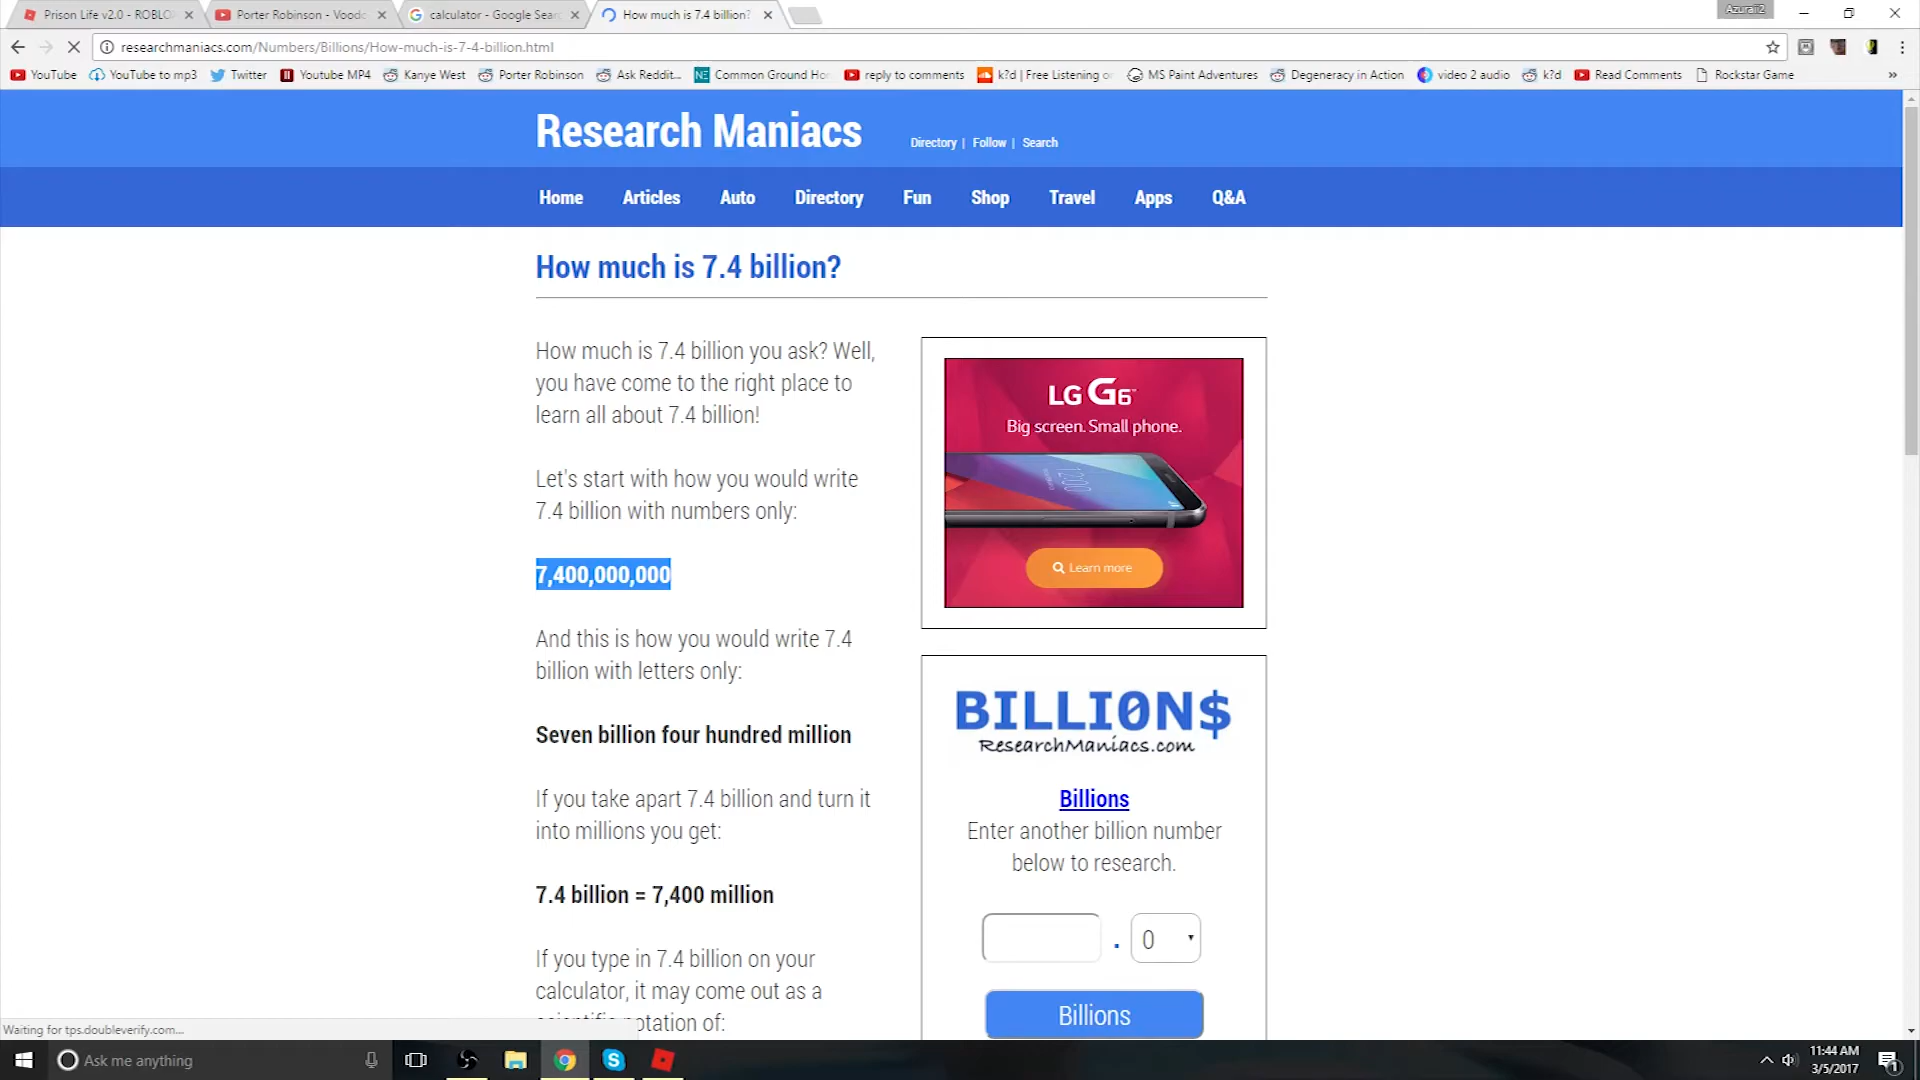 Prison Life v2.0 - ROBLO
Porter Robinson - Voodo
calculator - Google Sear
How much is 7.4 billion?
Azuraii2
researchmaniacs.com/Numbers/Billions/How-much-is-7-4-billion.html
YouTube
YouTube to mp3
Twitter
Youtube MP4
Kanye West
Porter Robinson
Ask Reddit...
Common Ground Ho
reply to comments
k?d | Free Listening o
MS Paint Adventures
Degeneracy in Action
video 2 audio
k?d
Read Comments
Rockstar Game
»
Research Maniacs
Directory | Follow | Search
Home Articles Auto Directory Fun Shop Travel Apps Q&A
How much is 7.4 billion?
How much is 7.4 billion you ask? Well,
you have come to the right place to
learn all about 7.4 billion!
Let's start with how you would write
7.4 billion with numbers only:
7,400,000,000
And this is how you would write 7.4
billion with letters only:
Seven billion four hundred million
If you take apart 7.4 billion and turn it
into millions you get:
7.4 billion = 7,400 million
If you type in 7.4 billion on your
calculator, it may come out as a
scientific notation of:
LG G6™
Big screen. Small phone.
12:00
Learn more
BILLI0N$
ResearchManiacs.com
Billions
Enter another billion number
below to research.
. 0
Billions
Waiting for tps.doubleverify.com...
Ask me anything
11:44 AM
3/5/2017
1